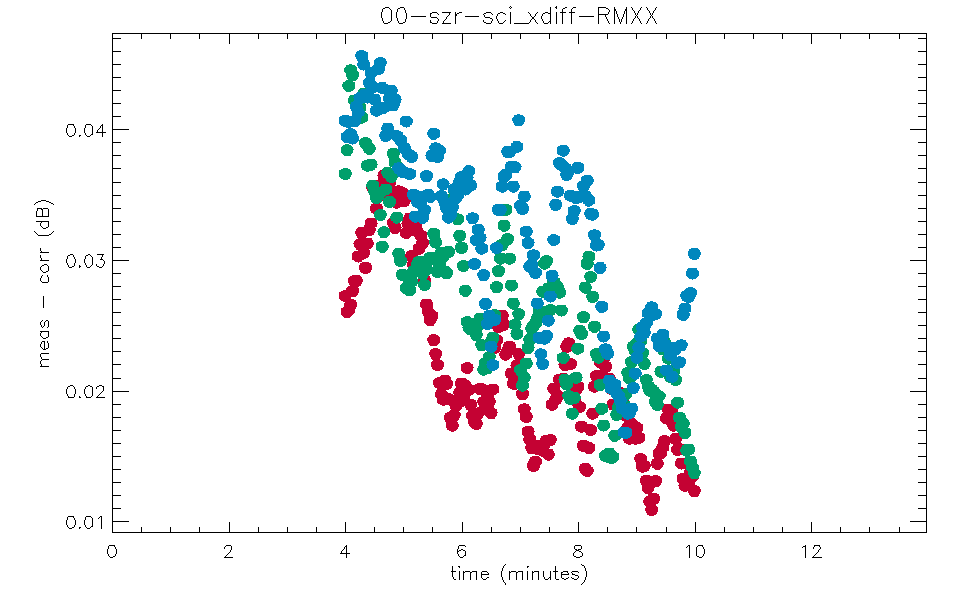 00-szr-sci_xdiff-RMXX
meas - corr (dB)
0.04
0.03
0.02
0.01
0 2 4 6 8 10 12
time (minutes)